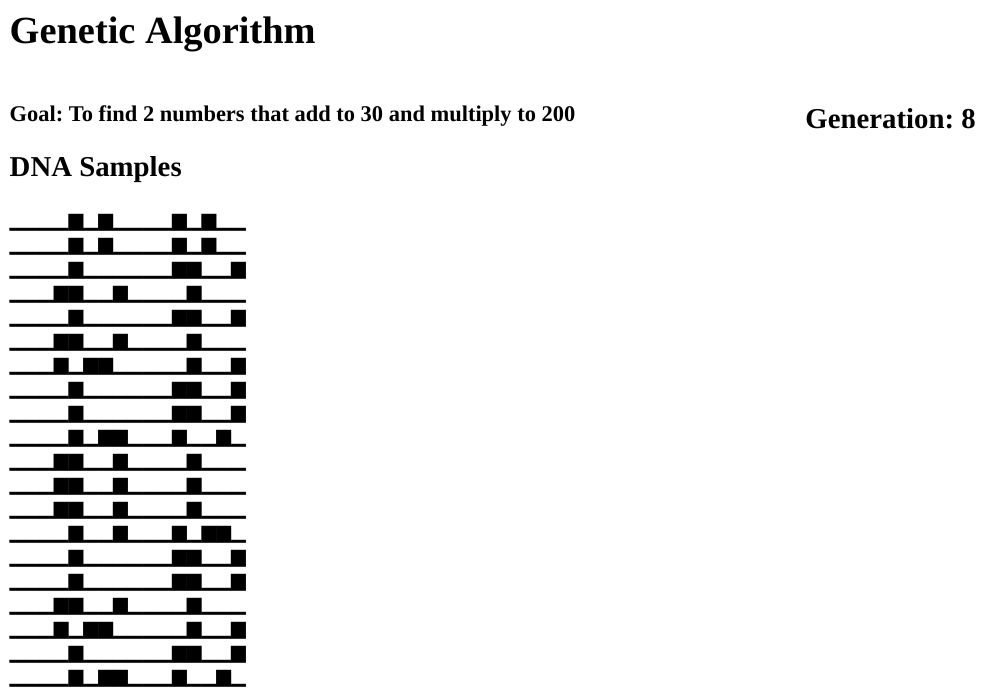 Genetic Algorithm
Goal: To find 2 numbers that add to 30 and multiply to 200
Generation: 8
DNA Samples